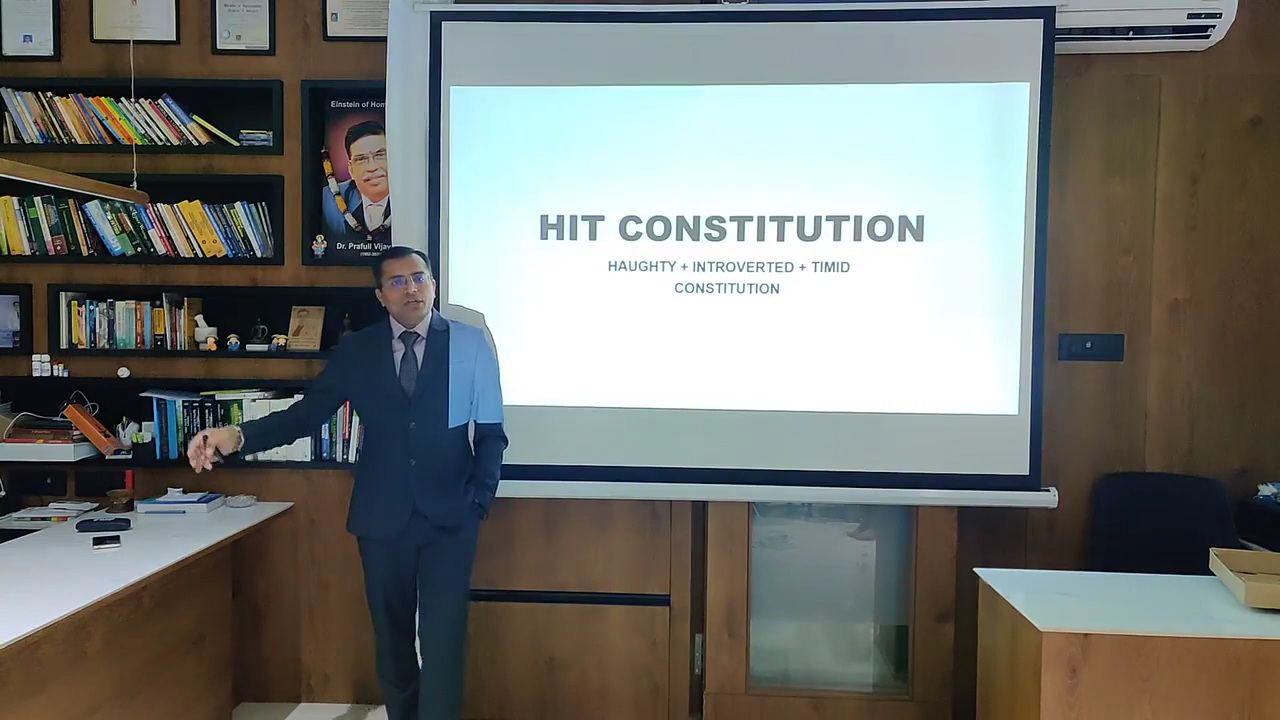 Einstein of Hom
Dr. Prafull Vijay
HIT CONSTITUTION
HAUGHTY + INTROVERTED + TIMID
CONSTITUTION